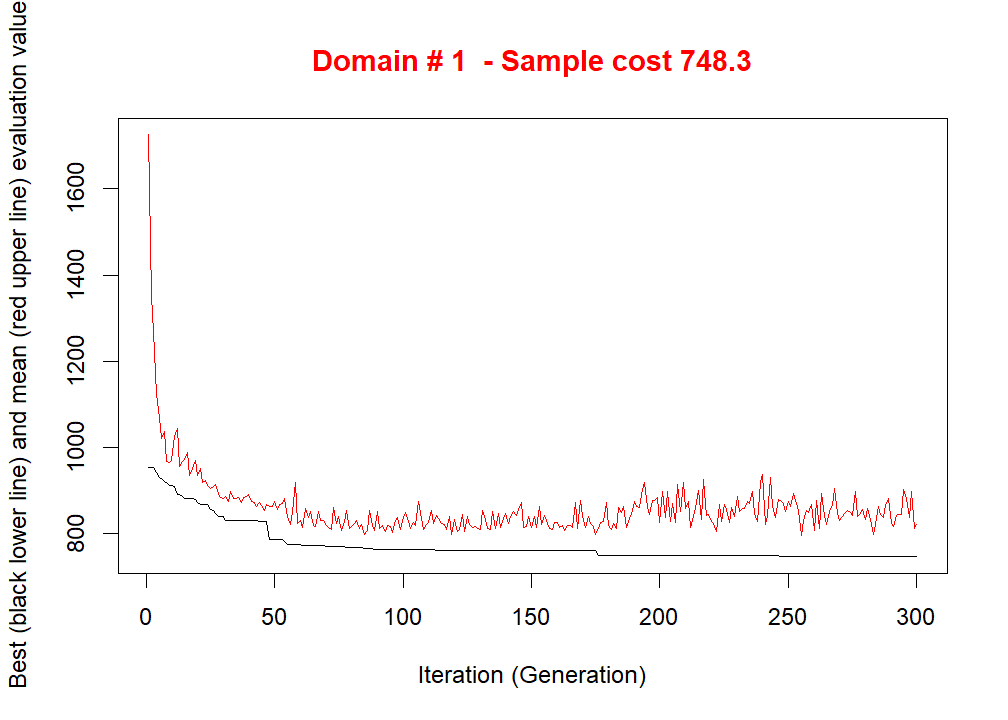 Domain # 1  - Sample cost 748.3
Best (black lower line) and mean (red upper line) evaluation value
1600
1400
1200
1000
800
0 50 100 150 200 250 300
Iteration (Generation)